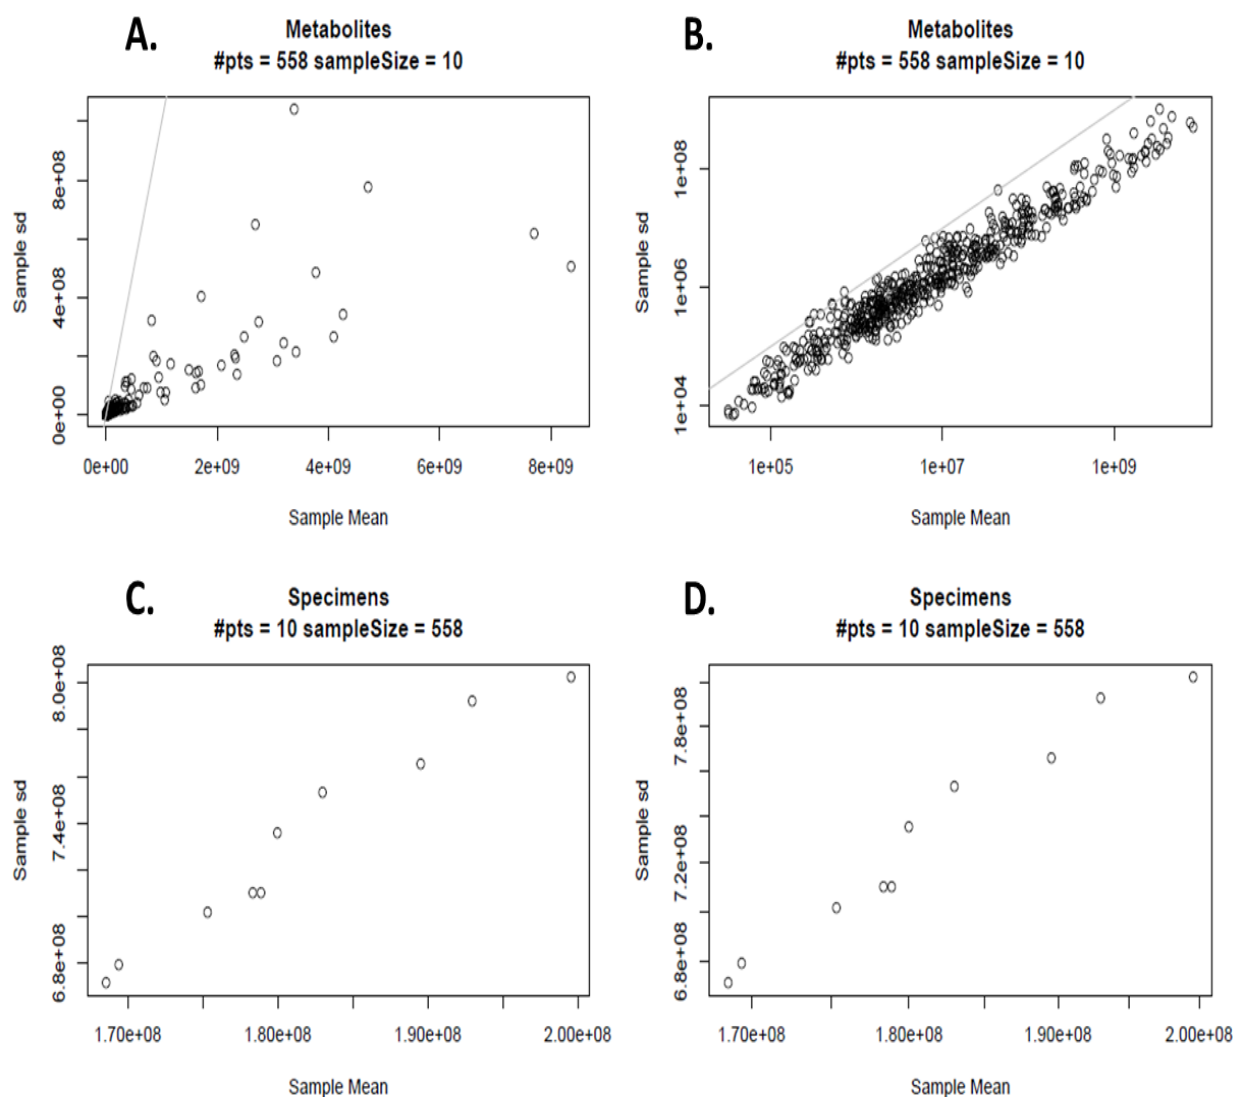 A.
Metabolites
#pts = 558 sampleSize = 10
Sample sd
8e+08
4e+08
0e+00
0e+00 2e+09 4e+09 6e+09 8e+09
Sample Mean
B.
Metabolites
#pts = 558 sampleSize = 10
Sample sd
1e+08
1e+06
1e+04
1e+05 1e+07 1e+09
Sample Mean
C.
Specimens
#pts = 10 sampleSize = 558
Sample sd
8.0e+08
7.4e+08
6.8e+08
1.70e+08 1.80e+08 1.90e+08 2.00e+08
Sample Mean
D.
Specimens
#pts = 10 sampleSize = 558
Sample sd
7.8e+08
7.2e+08
6.8e+08
1.70e+08 1.80e+08 1.90e+08 2.00e+08
Sample Mean